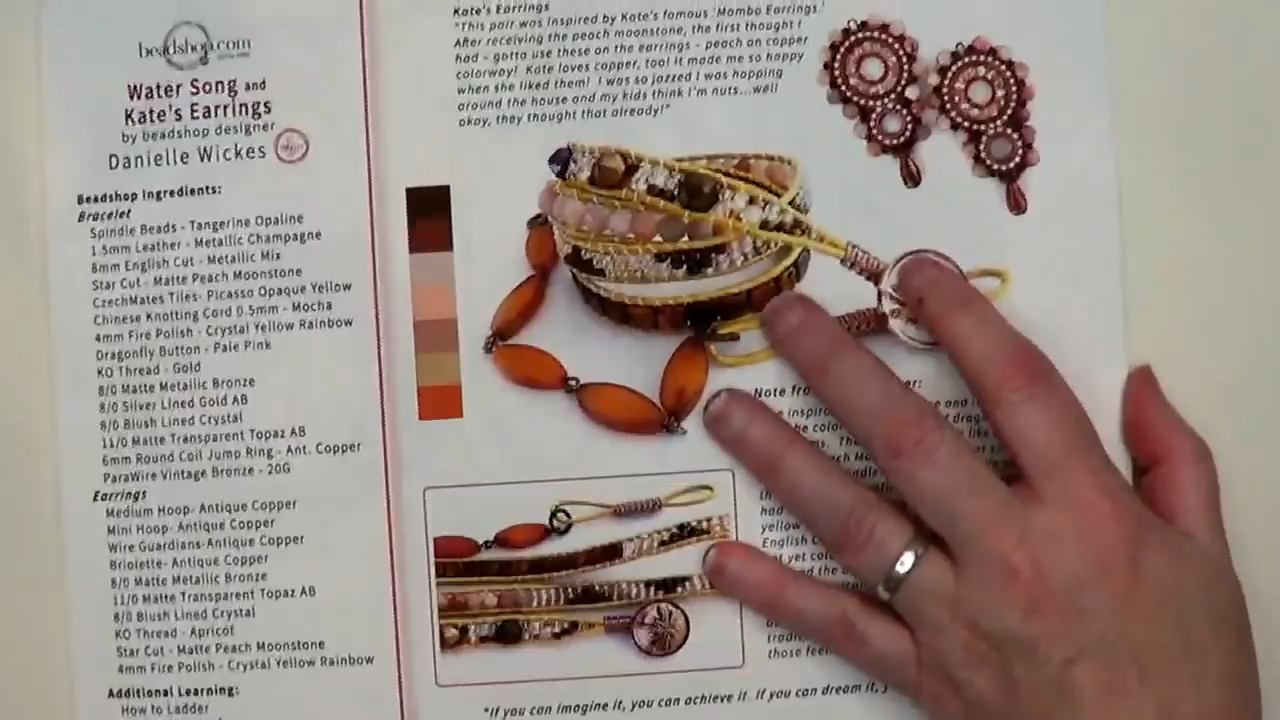 beadshop.com
Water Song and
Kate's Earrings
by beadshop designer
Danielle Wickes
Beadshop Ingredients:
Bracelet
Spindle Beads - Tangerine Opaline
1.5mm Leather - Metallic Champagne
8mm English Cut - Metallic Mix
Star Cut - Matte Peach Moonstone
CzechMates Tiles- Picasso Opaque Yellow
Chinese Knotting Cord 0.5mm - Mocha
4mm Fire Polish - Crystal Yellow Rainbow
Dragonfly Button - Pale Pink
KO Thread - Gold
8/0 Matte Metallic Bronze
8/0 Silver Lined Gold AB
8/0 Blush Lined Crystal
11/0 Matte Transparent Topaz AB
6mm Round Coil Jump Ring - Ant. Copper
ParaWire Vintage Bronze - 20G
Earrings
Medium Hoop- Antique Copper
Mini Hoop- Antique Copper
Wire Guardians-Antique Copper
Briolette- Antique Copper
8/0 Matte Metallic Bronze
11/0 Matte Transparent Topaz AB
8/0 Blush Lined Crystal
KO Thread - Apricot
Star Cut - Matte Peach Moonstone
4mm Fire Polish - Crystal Yellow Rainbow
Additional Learning:
How to Ladder
Kate's Earrings
"This pair was inspired by Kate's famous 'Mambo Earrings.'
After receiving the peach moonstone, the first thought I
had - gotta use these on the earrings - peach an copper
colorway! Kate loves copper, too! It made me so happy
when she liked them! I was so jazzed I was hopping
around the house and my kids think I'm nuts...well
okay, they thought that already!"
Note
inspir
the
had
yellow
English
yet
those
"If you can imagine it, you can achieve it. If you can dream it,